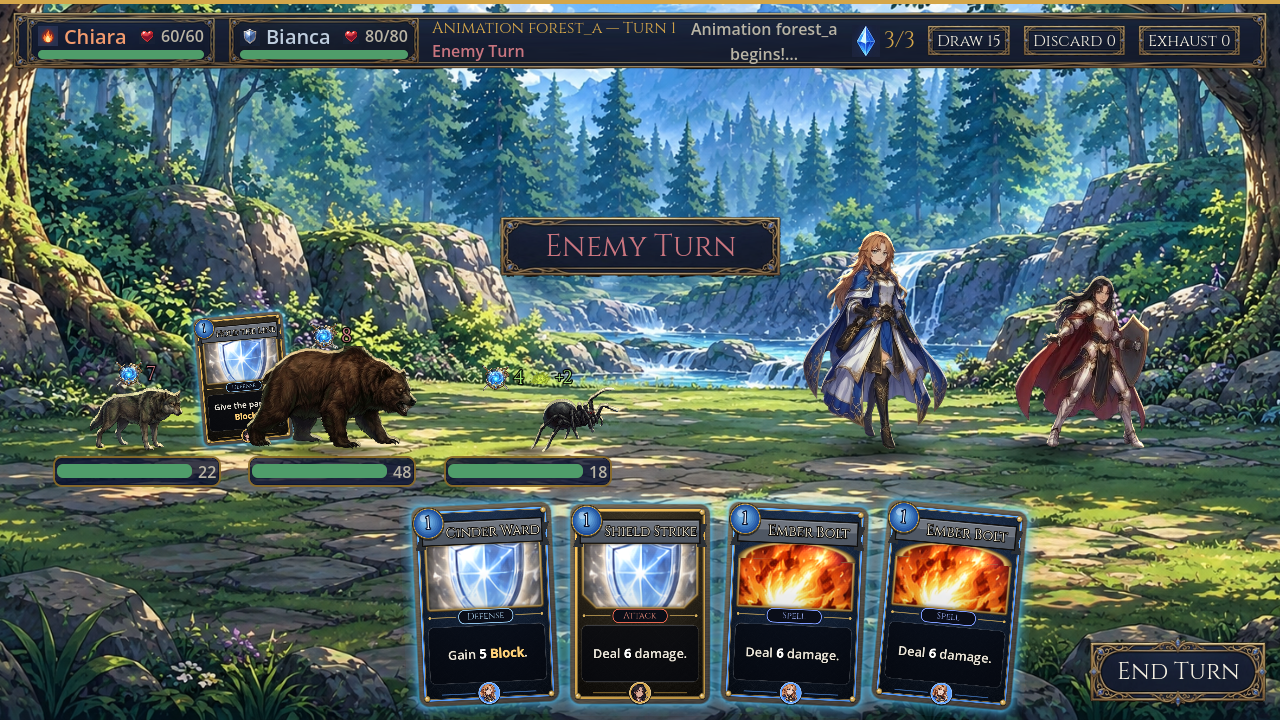 Chiara 60/60
Bianca 80/80
Animation forest_a — Turn 1
Enemy Turn
Animation forest_a
begins!...
3/3
Draw 15
Discard 0
Exhaust 0
Enemy Turn
1
Defense
Give the
Block
7
8
4 +2
22
48
18
1 Cinder Ward
Defense
Gain 5 Block.
1 Shield Strike
Attack
Deal 6 damage.
1 Ember Bolt
Spell
Deal 6 damage.
1 Ember Bolt
Spell
Deal 6 damage.
End Turn